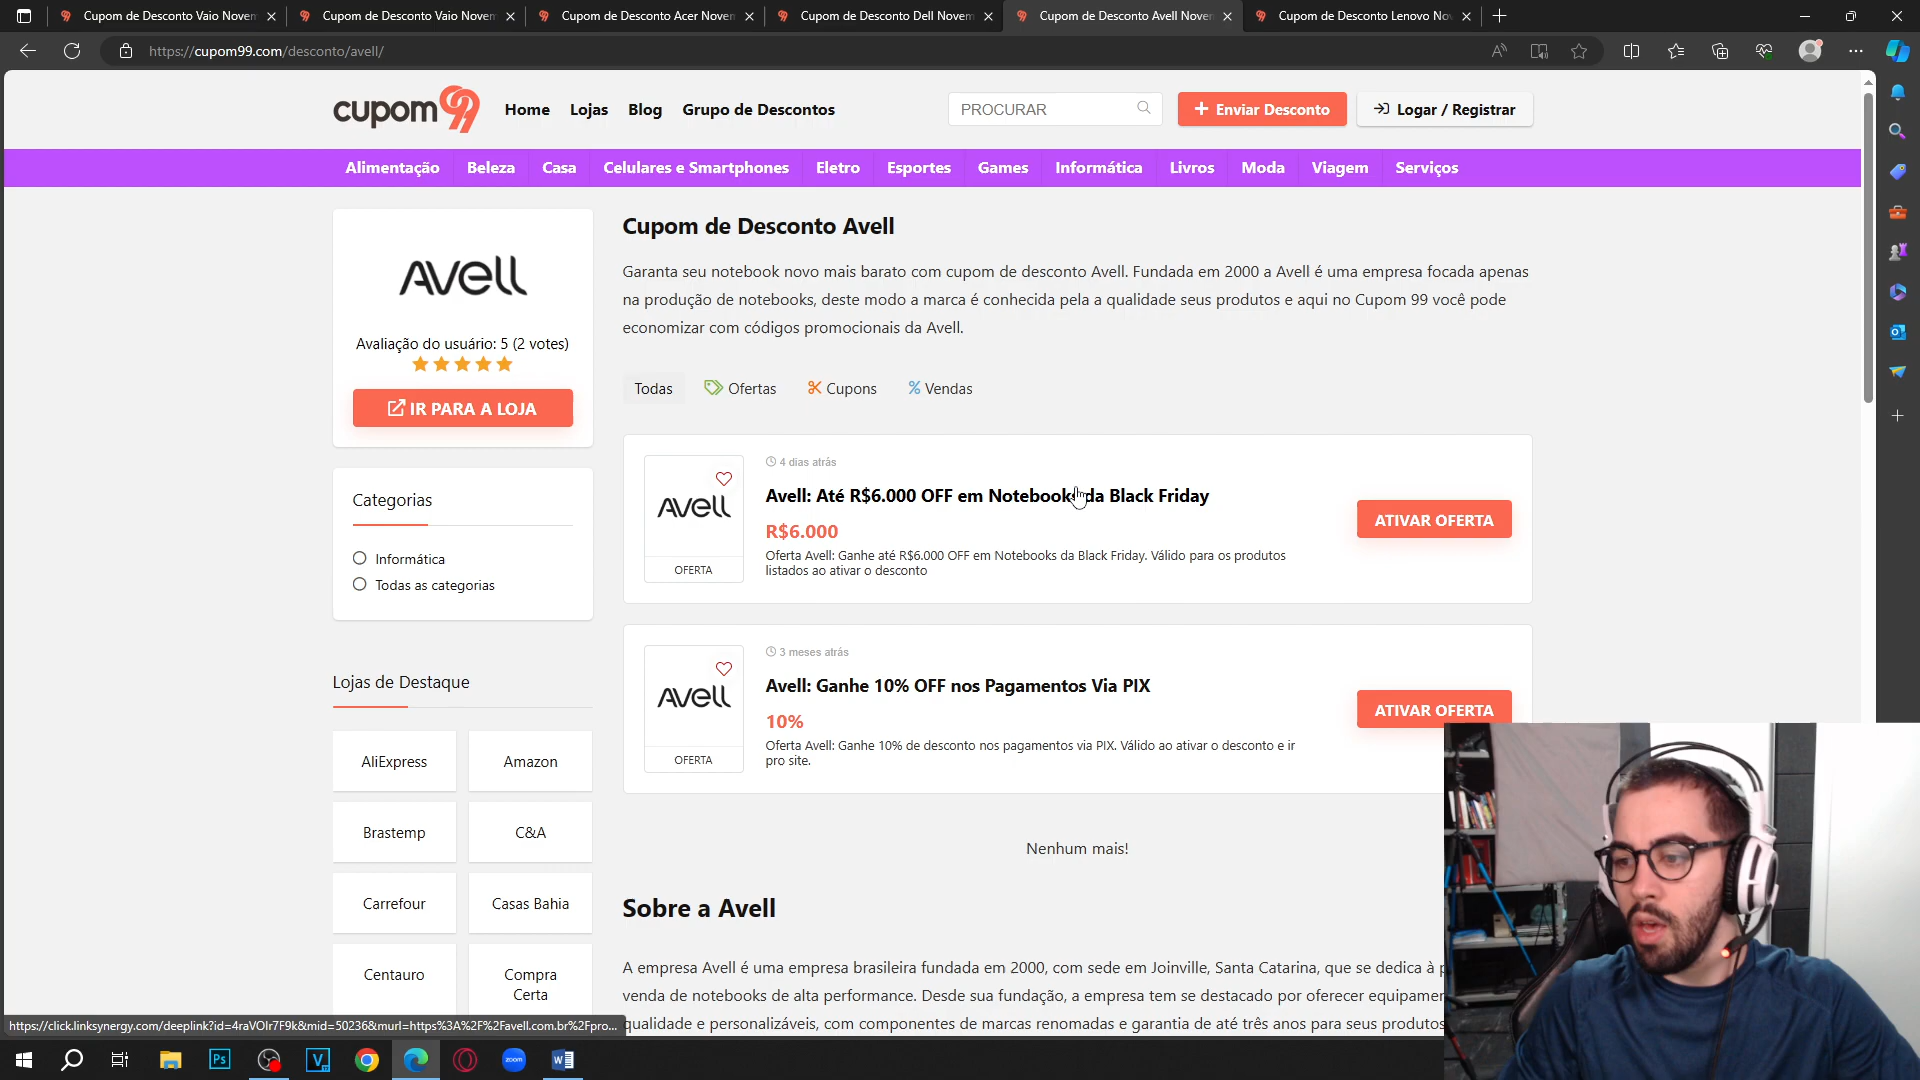 Cupom de Desconto Vaio Novem
Cupom de Desconto Vaio Novem
Cupom de Desconto Acer Novem
Cupom de Desconto Dell Novem
Cupom de Desconto Avell Novem
Cupom de Desconto Lenovo No
https://cupom99.com/desconto/avell/
cupom99
Home
Lojas
Blog
Grupo de Descontos
PROCURAR
+ Enviar Desconto
Logar / Registrar
Alimentação
Beleza
Casa
Celulares e Smartphones
Eletro
Esportes
Games
Informática
Livros
Moda
Viagem
Serviços
Avell
Avaliação do usuário: 5 (2 votes)
IR PARA A LOJA
Categorias
Informática
Todas as categorias
Lojas de Destaque
AliExpress
Amazon
Brastemp
C&A
Carrefour
Casas Bahia
Centauro
Compra
Certa
Cupom de Desconto Avell
Garanta seu notebook novo mais barato com cupom de desconto Avell. Fundada em 2000 a Avell é uma empresa focada apenas
na produção de notebooks, deste modo a marca é conhecida pela a qualidade seus produtos e aqui no Cupom 99 você pode
economizar com códigos promocionais da Avell.
Todas
Ofertas
Cupons
% Vendas
Avell
OFERTA
4 dias atrás
Avell: Até R$6.000 OFF em Notebooks da Black Friday
R$6.000
Oferta Avell: Ganhe até R$6.000 OFF em Notebooks da Black Friday. Válido para os produtos
listados ao ativar o desconto
ATIVAR OFERTA
Avell
OFERTA
3 meses atrás
Avell: Ganhe 10% OFF nos Pagamentos Via PIX
10%
Oferta Avell: Ganhe 10% de desconto nos pagamentos via PIX. Válido ao ativar o desconto e ir
pro site.
ATIVAR OFERTA
Nenhum mais!
Sobre a Avell
A empresa Avell é uma empresa brasileira fundada em 2000, com sede em Joinville, Santa Catarina, que se dedica à p
venda de notebooks de alta performance. Desde sua fundação, a empresa tem se destacado por oferecer equipamen
qualidade e personalizáveis, com componentes de marcas renomadas e garantia de até três anos para seus produtos
https://click.linksynergy.com/deeplink?id=4raVOlr7F9k&mid=50236&murl=https%3A%2F%2Favell.com.br%2Fpro...
Ps
V
zoom
W